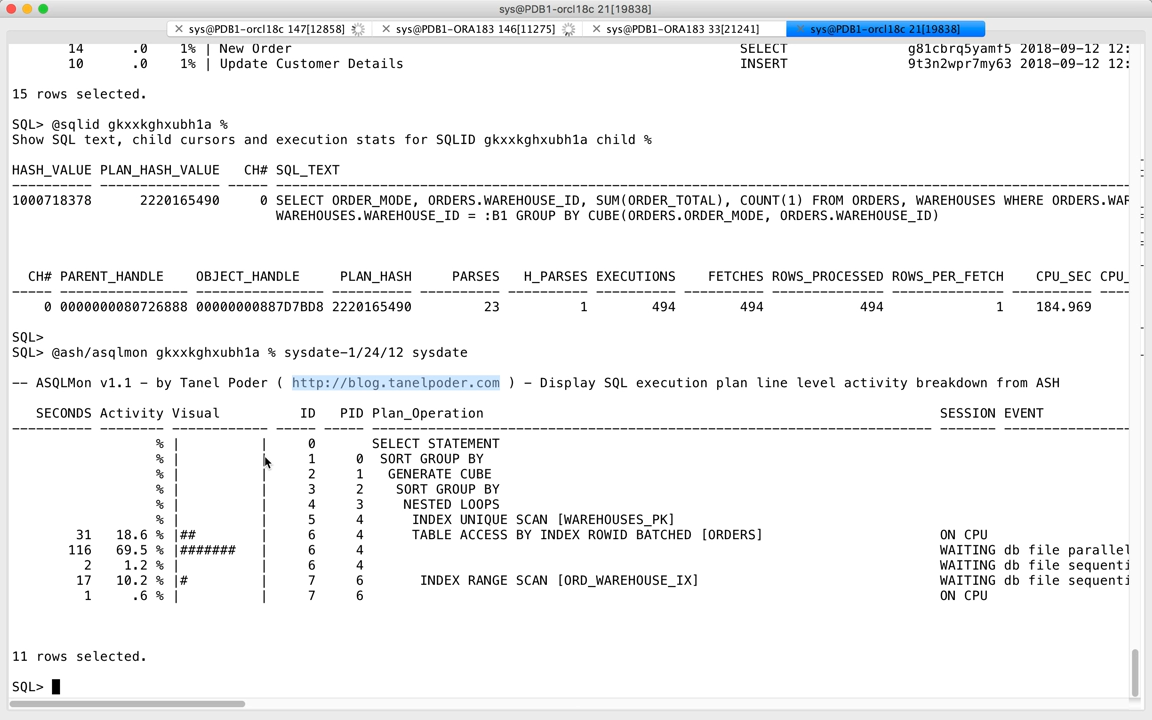 sys@PDB1-orcl18c 21[19838]
sys@PDB1-orcl18c 147[12858] sys@PDB1-ORA183 146[11275] sys@PDB1-ORA183 33[21241] sys@PDB1-orcl18c 21[19838]
14 .0 1% | New Order SELECT g81cbrq5yamf5 2018-09-12 12:
10 .0 1% | Update Customer Details INSERT 9t3n2wpr7my63 2018-09-12 12:
15 rows selected.
SQL> @sqlid gkxxkghxubh1a %
Show SQL text, child cursors and execution stats for SQLID gkxxkghxubh1a child %
HASH_VALUE PLAN_HASH_VALUE CH# SQL_TEXT
---------- --------------- ----- ------------------------------------------------------------
1000718378 2220165490 0 SELECT ORDER_MODE, ORDERS.WAREHOUSE_ID, SUM(ORDER_TOTAL), COUNT(1) FROM ORDERS, WAREHOUSES WHERE ORDERS.WAR
WAREHOUSES.WAREHOUSE_ID = :B1 GROUP BY CUBE(ORDERS.ORDER_MODE, ORDERS.WAREHOUSE_ID)
CH# PARENT_HANDLE OBJECT_HANDLE PLAN_HASH PARSES H_PARSES EXECUTIONS FETCHES ROWS_PROCESSED ROWS_PER_FETCH CPU_SEC CPU_
----- ---------------- ---------------- ---------- ---------- ---------- ---------- ---------- -------------- -------------- ---------- ----
0 0000000080726888 00000000887D7BD8 2220165490 23 1 494 494 494 1 184.969
SQL>
SQL> @ash/asqlmon gkxxkghxubh1a % sysdate-1/24/12 sysdate
-- ASQLMon v1.1 - by Tanel Poder ( http://blog.tanelpoder.com ) - Display SQL execution plan line level activity breakdown from ASH
SECONDS Activity Visual ID PID Plan_Operation SESSION EVENT
---------- -------- ------------ ----- ----- ---------------------------------------------------------------------- ------- ----------------
% | | 0 SELECT STATEMENT
% | | 1 0 SORT GROUP BY
% | | 2 1 GENERATE CUBE
% | | 3 2 SORT GROUP BY
% | | 4 3 NESTED LOOPS
% | | 5 4 INDEX UNIQUE SCAN [WAREHOUSES_PK]
31 18.6 % |## | 6 4 TABLE ACCESS BY INDEX ROWID BATCHED [ORDERS] ON CPU
116 69.5 % |####### | 6 4 WAITING db file parallel
2 1.2 % | | 6 4 WAITING db file sequenti
17 10.2 % |# | 7 6 INDEX RANGE SCAN [ORD_WAREHOUSE_IX] WAITING db file sequenti
1 .6 % | | 7 6 ON CPU
11 rows selected.
SQL>